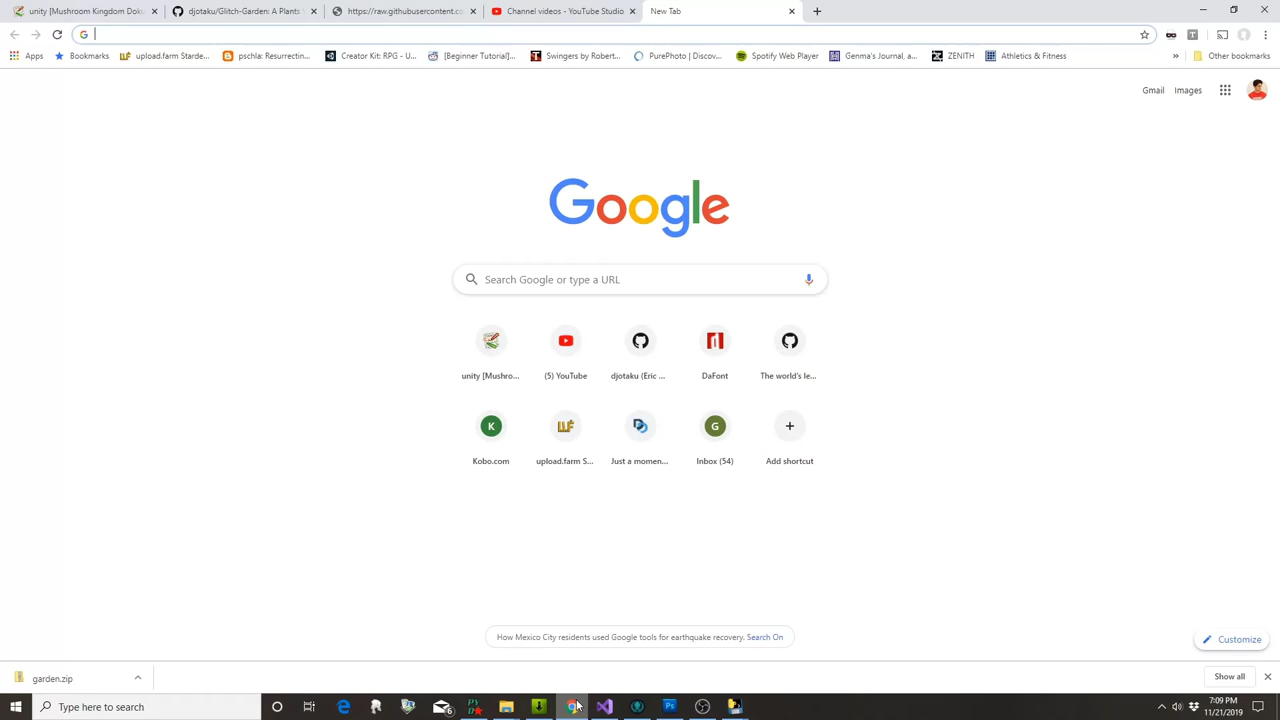 unity [Mushroom Kingdom Doku
djotaku/Glitch-Garden: A Plants v
https://raw.githubusercontent.co
Channel videos - YouTube Studio
New Tab
Apps
Bookmarks
upload.farm Starde...
pschla: Resurrectin...
Creator Kit: RPG - U...
[Beginner Tutorial]...
Swingers by Robert...
PurePhoto | Discov...
Spotify Web Player
Genma's Journal, a...
ZENITH
Athletics & Fitness
»
Other bookmarks
Gmail
Images
Google
Search Google or type a URL
unity [Mushro...
(5) YouTube
djotaku (Eric ...
DaFont
The world's le...
K
G
Kobo.com
upload.farm S...
Just a momen...
Inbox (54)
Add shortcut
How Mexico City residents used Google tools for earthquake recovery. Search On
Customize
garden.zip
Show all
Type here to search
7:09 PM
11/21/2019